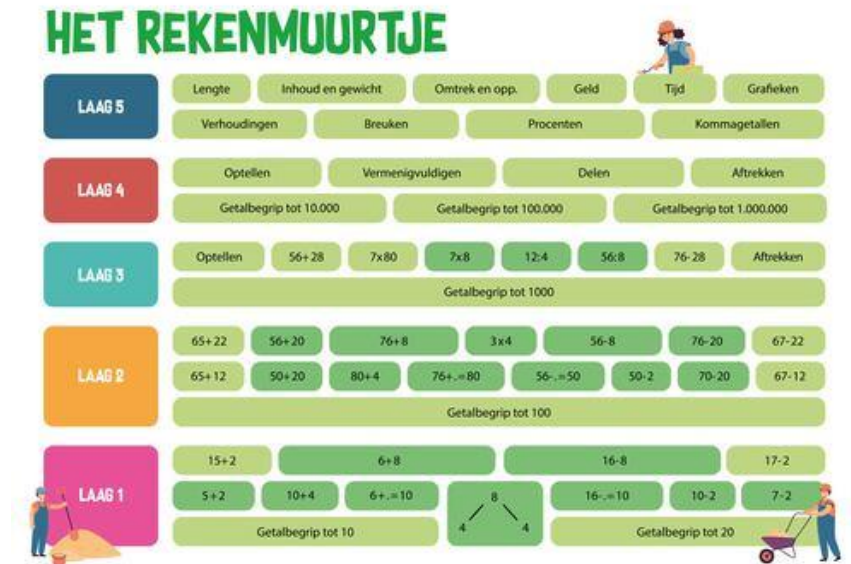 HET REKENMUURTJE
LAAG 5
Lengte Inhoud en gewicht Omtrek en opp. Geld Tijd Grafieken
Verhoudingen Breuken Procenten Kommagetallen
LAAG 4
Optellen Vermenigvuldigen Delen Aftrekken
Getalbegrip tot 10.000 Getalbegrip tot 100.000 Getalbegrip tot 1.000.000
LAAG 3
Optellen 56+28 7x80 7x8 12:4 56:8 76-28 Aftrekken
Getalbegrip tot 1000
LAAG 2
65+22 56+20 76+8 3x4 56-8 76-20 67-22
65+12 50+20 80+4 76+.=80 56-.=50 50-2 70-20 67-12
Getalbegrip tot 100
LAAG 1
15+2 6+8 16-8 17-2
5+2 10+4 6+.=10 8 16-.=10 10-2 7-2
4 4
Getalbegrip tot 10 Getalbegrip tot 20